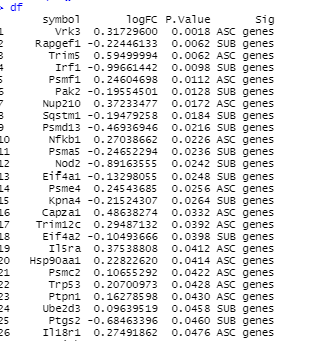 > df
symbol logFC P.Value Sig
1 Vrk3 0.31729600 0.0018 ASC genes
2 Rapgef1 -0.22446133 0.0062 SUB genes
3 Trim5 0.59499994 0.0062 ASC genes
4 Irf1 -0.99661442 0.0098 SUB genes
5 Psmf1 0.24604698 0.0112 ASC genes
6 Pak2 -0.19554501 0.0128 SUB genes
7 Nup210 0.37233477 0.0172 ASC genes
8 Sqstm1 -0.19479258 0.0184 SUB genes
9 Psmd13 -0.46936946 0.0216 SUB genes
10 Nfkb1 0.27038662 0.0226 ASC genes
11 Psma5 -0.24652294 0.0236 SUB genes
12 Nod2 -0.89163555 0.0242 SUB genes
13 Eif4a1 -0.13298055 0.0248 SUB genes
14 Psme4 0.24543685 0.0256 ASC genes
15 Kpna4 -0.21524307 0.0264 SUB genes
16 Capza1 0.48638274 0.0332 ASC genes
17 Trim12c 0.29487132 0.0392 ASC genes
18 Eif4a2 -0.10493666 0.0398 SUB genes
19 Il5ra 0.37538808 0.0412 ASC genes
20 Hsp90aa1 0.22822620 0.0414 ASC genes
21 Psmc2 0.10655292 0.0422 ASC genes
22 Trp53 0.20700973 0.0428 ASC genes
23 Ptpn1 0.16278598 0.0430 ASC genes
24 Ube2d3 0.09639519 0.0458 SUB genes
25 Ptgs2 -0.68463396 0.0460 SUB genes
26 Il18r1 0.27491862 0.0476 ASC genes